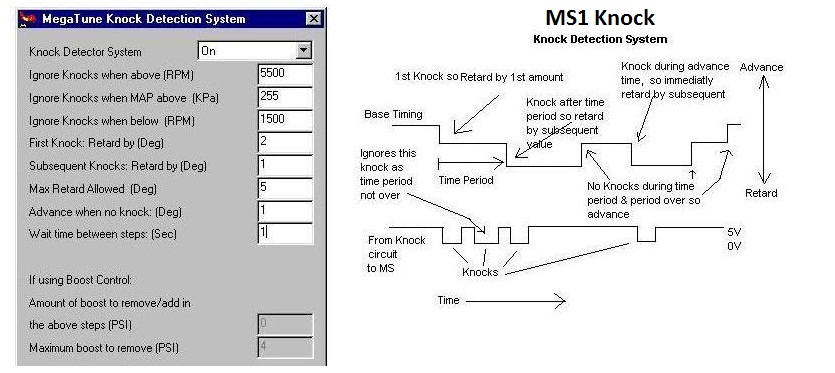 MegaTune Knock Detection System
Knock Detector System On
Ignore Knocks when above (RPM) 5500
Ignore Knocks when MAP above (KPa) 255
Ignore Knocks when below (RPM) 1500
First Knock: Retard by (Deg) 2
Subsequent Knocks: Retard by (Deg) 1
Max Retard Allowed (Deg) 5
Advance when no knock: (Deg) 1
Wait time between steps: (Sec) 1
If using Boost Control:
Amount of boost to remove/add in
the above steps (PSI) 0
Maximum boost to remove (PSI) 4
MS1 Knock
Knock Detection System
1st Knock so Retard by 1st amount
Knock during advance
time, so immediatly
retard by subsequent
Advance
Retard
Base Timing
Knock after time
period so retard
by subsequent
value
Ignores this
knock as
time period
not over
Time Period
No Knocks during time
period & period over so
advance
From Knock
circuit
to MS
Knocks
5V
0V
Time